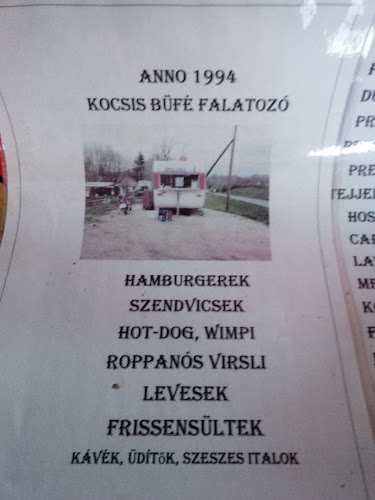 ANNO 1994
KOCSIS BÜFÉ FALATOZÓ
HAMBURGEREK
SZENDVICSEK
HOT-DOG, WIMPI
ROPPANÓS VIRSLI
LEVESEK
FRISSENSÜLTEK
KÁVÉK, ÜDÍTŐK, SZESZES ITALOK